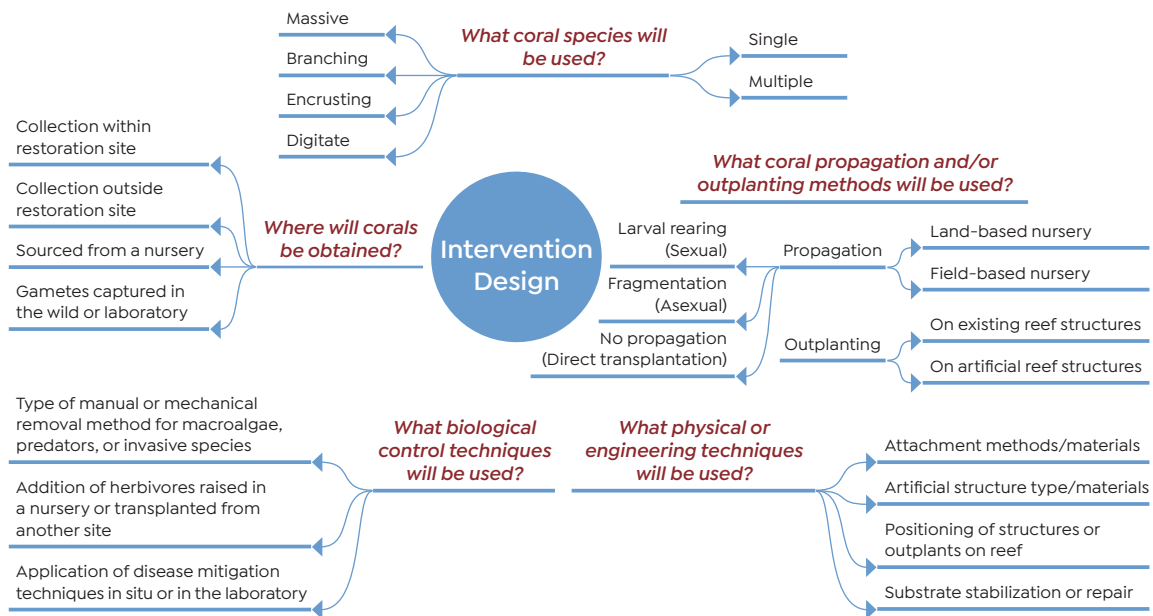 What coral species will
be used?
Massive
Branching
Encrusting
Digitate
Single
Multiple
Where will corals
be obtained?
Collection within
restoration site
Collection outside
restoration site
Sourced from a nursery
Gametes captured in
the wild or laboratory
Intervention
Design
What coral propagation and/or
outplanting methods will be used?
Larval rearing
(Sexual)
Fragmentation
(Asexual)
No propagation
(Direct transplantation)
Propagation
Land-based nursery
Field-based nursery
Outplanting
On existing reef structures
On artificial reef structures
What biological
control techniques
will be used?
Type of manual or mechanical
removal method for macroalgae,
predators, or invasive species
Addition of herbivores raised in
a nursery or transplanted from
another site
Application of disease mitigation
techniques in situ or in the laboratory
What physical or
engineering techniques
will be used?
Attachment methods/materials
Artificial structure type/materials
Positioning of structures or
outplants on reef
Substrate stabilization or repair